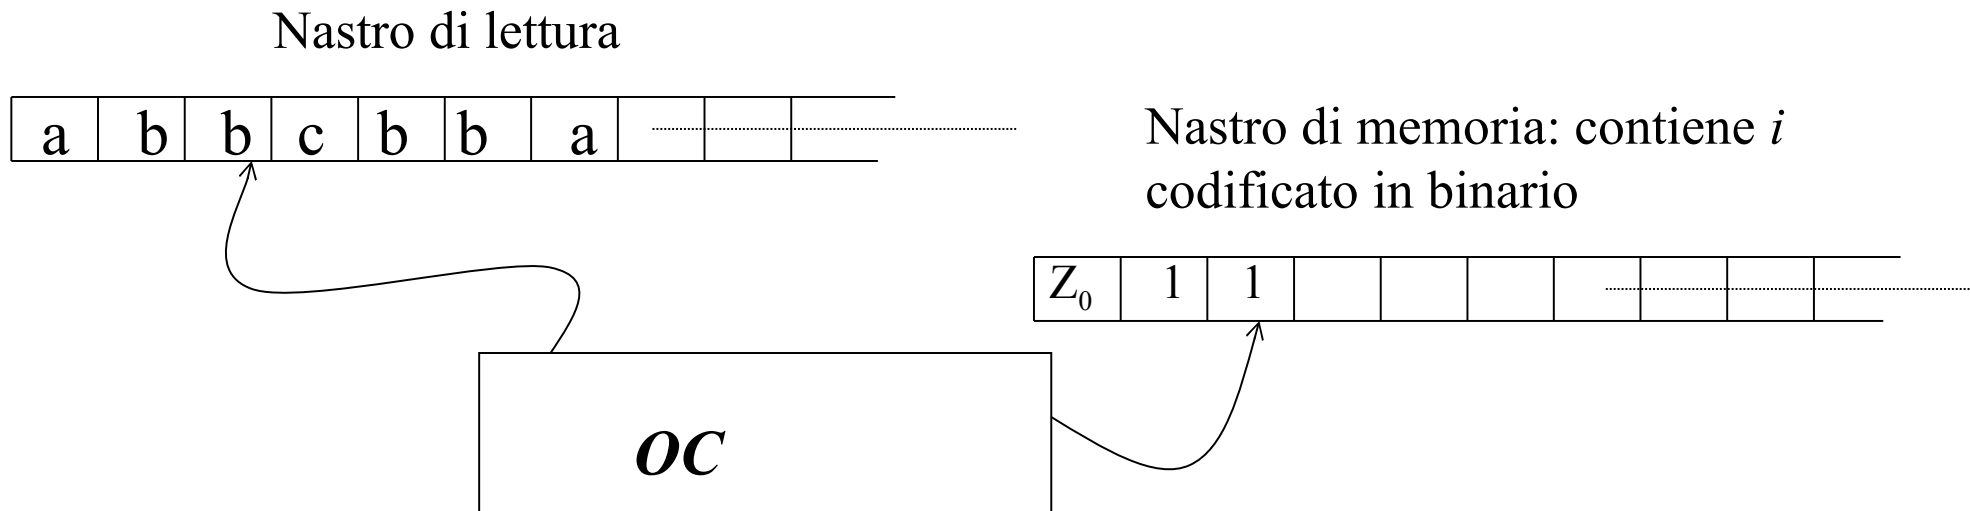 Nastro di lettura
a b b c b b a
Nastro di memoria: contiene i
codificato in binario
Z₀ 1 1
OC